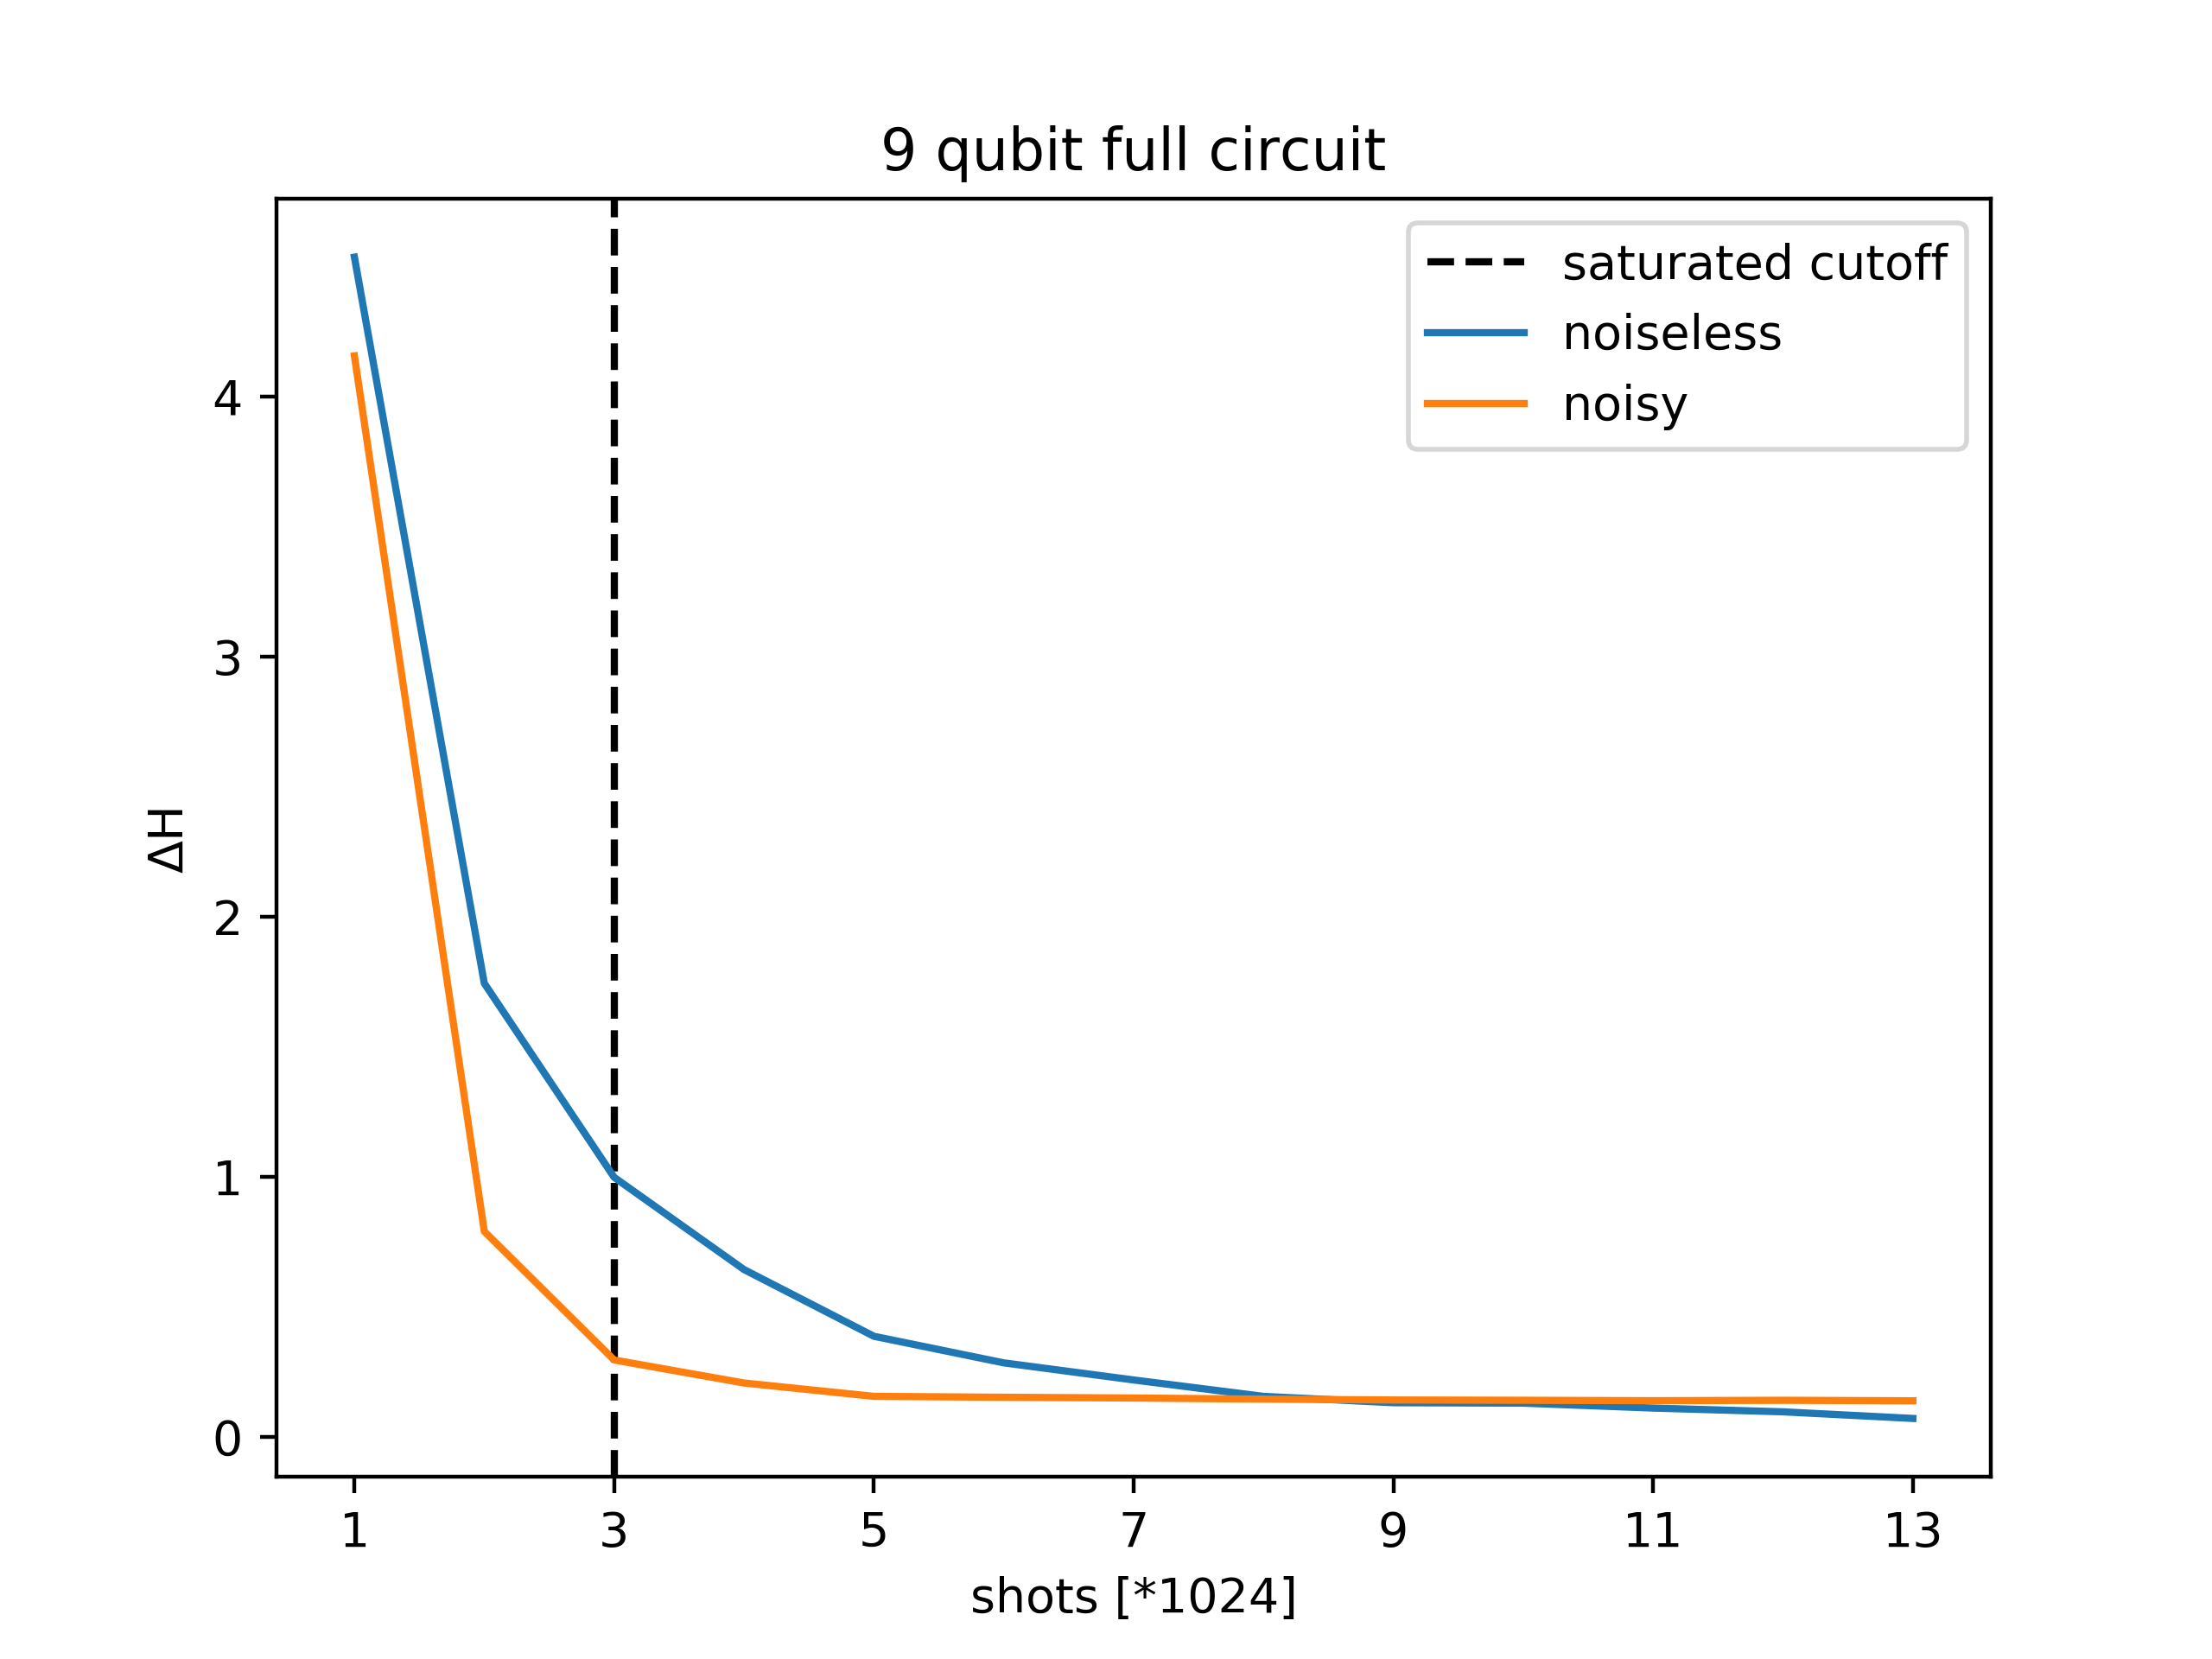 9 qubit full circuit
saturated cutoff
noiseless
noisy
4
3
2
1
0
ΔH
1 3 5 7 9 11 13
shots [*1024]